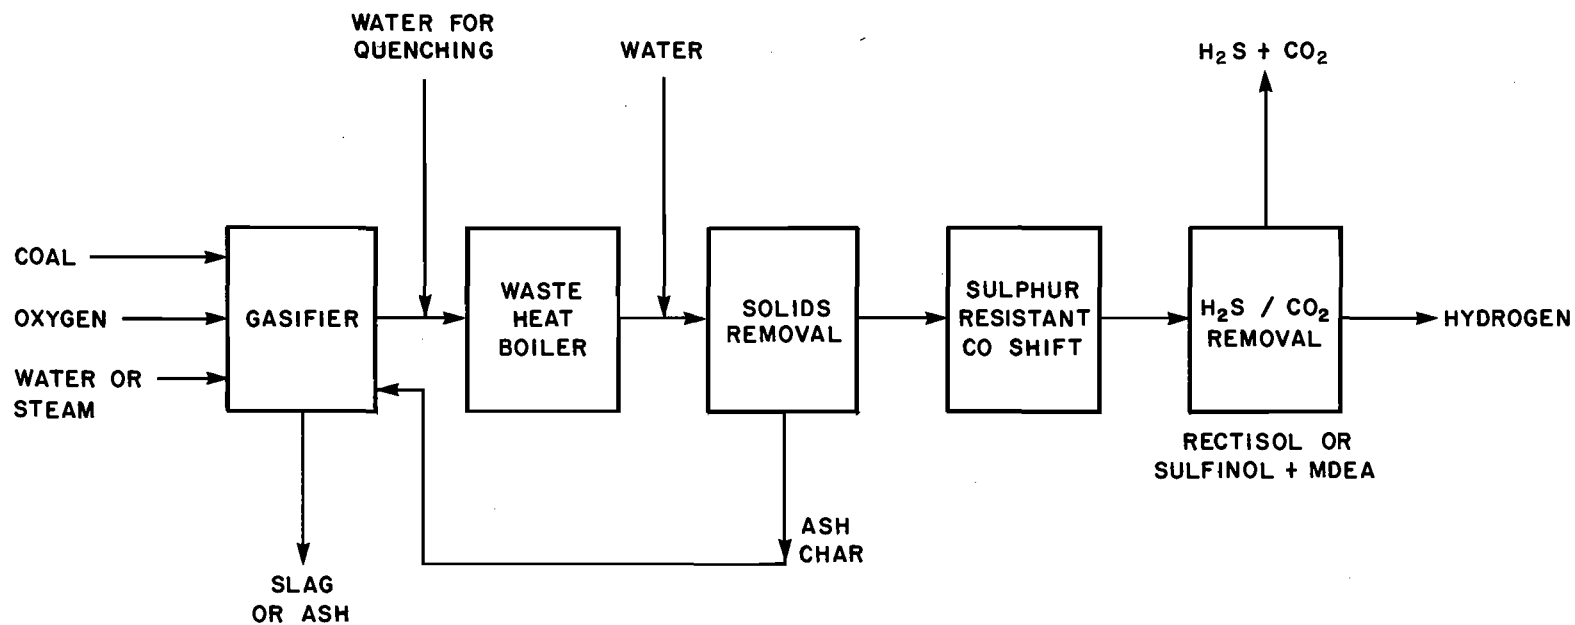 WATER FOR
QUENCHING
WATER
H₂S + CO₂
COAL
OXYGEN
WATER OR
STEAM
GASIFIER
WASTE
HEAT
BOILER
SOLIDS
REMOVAL
SULPHUR
RESISTANT
CO SHIFT
H₂S / CO₂
REMOVAL
HYDROGEN
RECTISOL OR
SULFINOL + MDEA
ASH
CHAR
SLAG
OR ASH